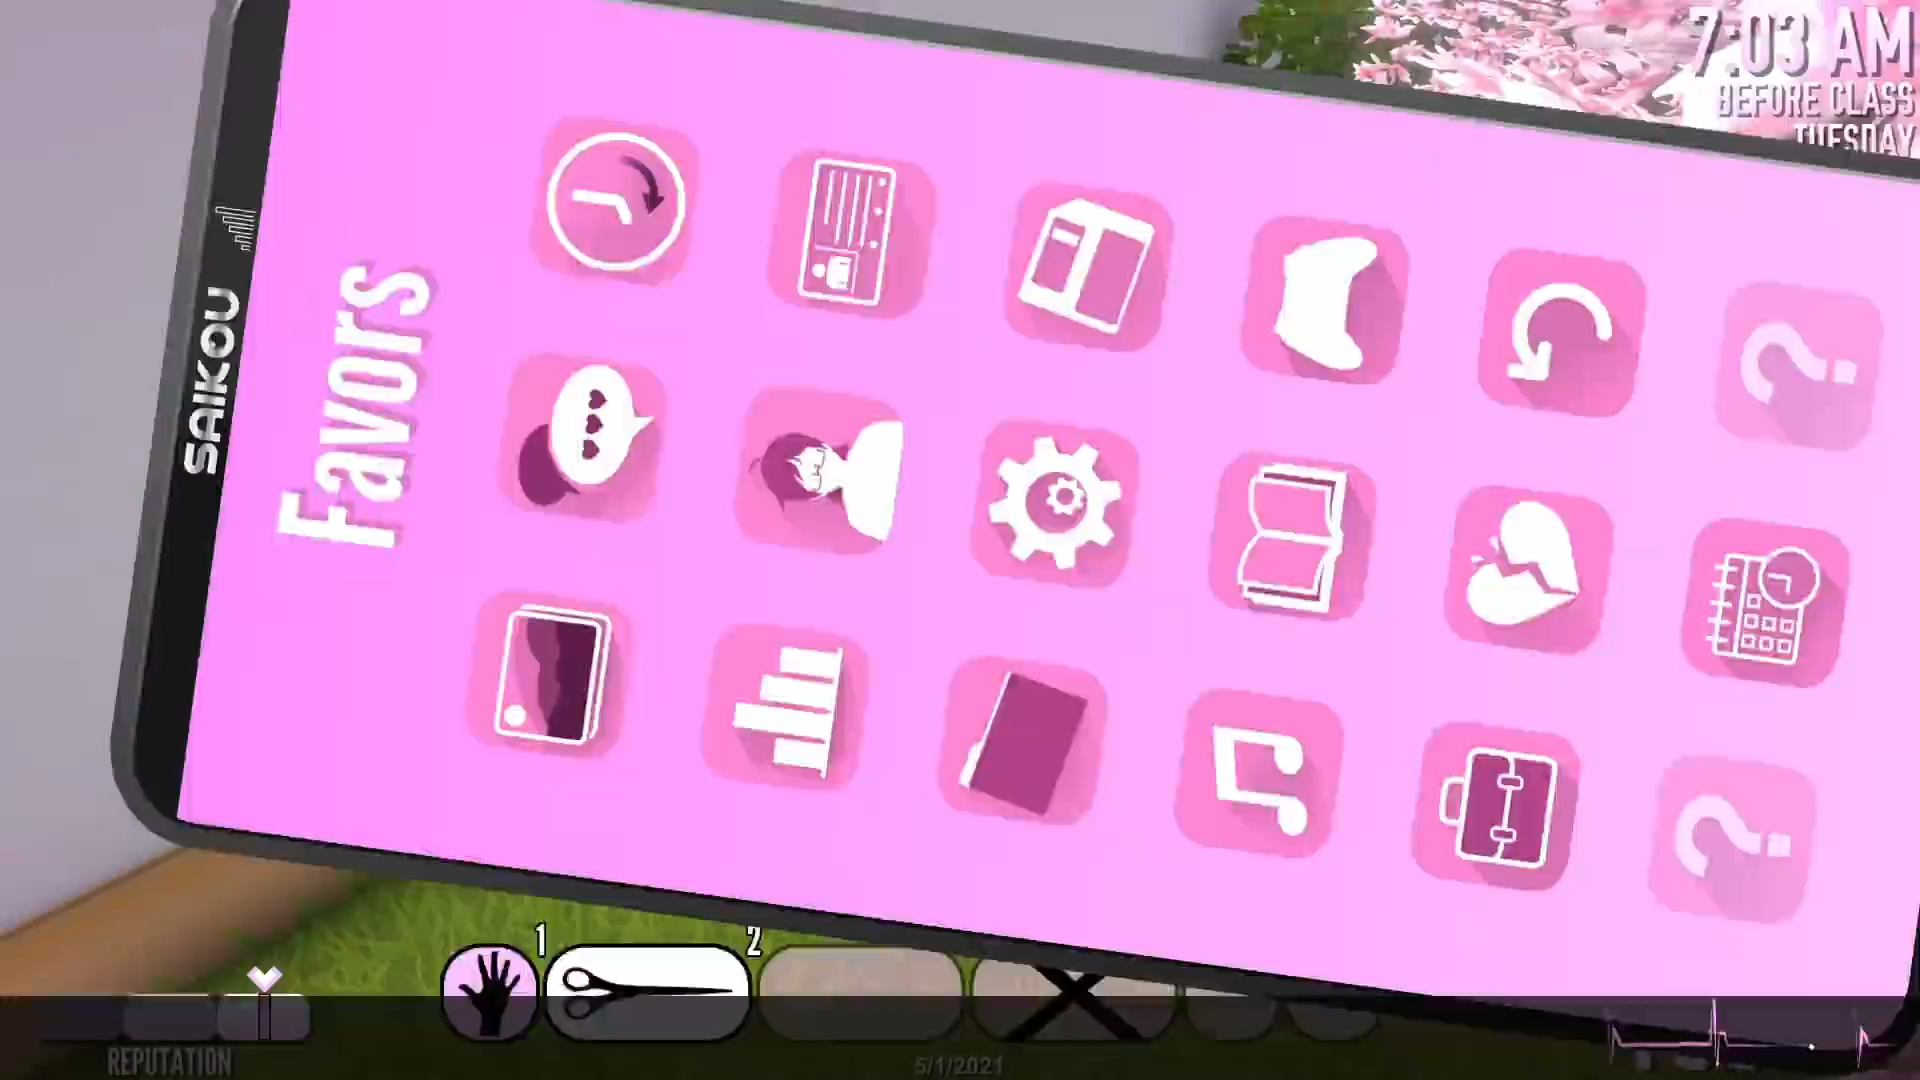 7:03 AM
BEFORE CLASS
TUESDAY
SAIKOU
Favors
?
?
1
2
REPUTATION
5/1/2021